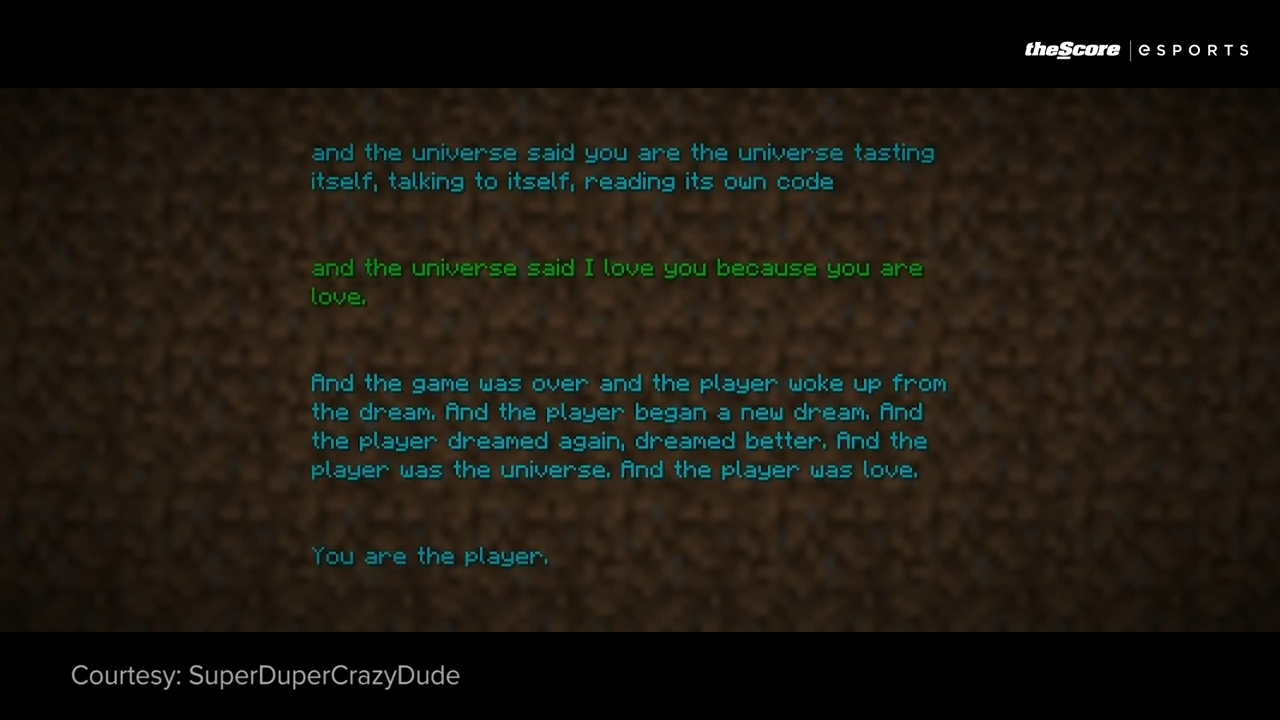 theScore eSPORTS
and the universe said you are the universe tasting
itself, talking to itself, reading its own code
and the universe said I love you because you are
love.
And the game was over and the player woke up from
the dream. And the player began a new dream. And
the player dreamed again, dreamed better. And the
player was the universe. And the player was love.
You are the player.
Courtesy: SuperDuperCrazyDude